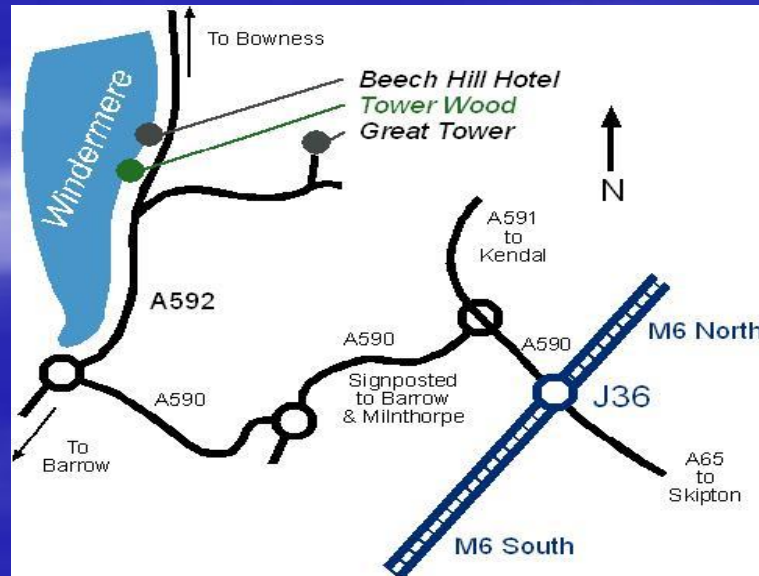 To Bowness
Beech Hill Hotel
Tower Wood
Great Tower
Windermere
N
A591
to
Kendal
A592
M6 North
A590
A590
Signposted
to Barrow
& Milnthorpe
J36
A590
To
Barrow
A65
to
Skipton
M6 South